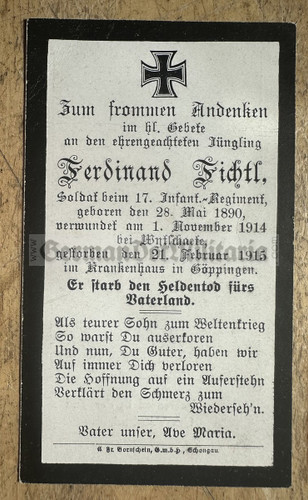 Zum frommen Andenken
im hl. Gebete
an den ehrengeachteten Jüngling
Ferdinand Fichtl,
Soldat beim 17. Infant.-Regiment,
geboren den 28. Mai 1890,
verwundet am 1. November 1914
bei Wytschaete,
gestorben den 21. Februar 1915
im Krankenhaus in Göppingen.
Er starb den Heldentod fürs
Vaterland.
Als teurer Sohn zum Weltenkrieg
So warst Du auserkoren
Und nun, Du Guter, haben wir
Auf immer Dich verloren
Die Hoffnung auf ein Auferstehn
Verklärt den Schmerz zum
Wiederseh'n.
Vater unser, Ave Maria.
Fr Bornschein, G.m.b.H., Schongau